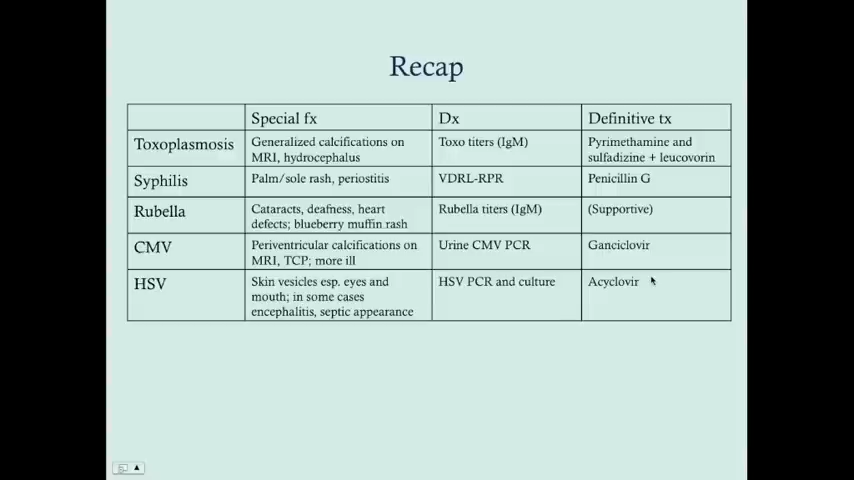 Recap
Special fx
Dx
Definitive tx
Toxoplasmosis
Generalized calcifications on
MRI, hydrocephalus
Toxo titers (IgM)
Pyrimethamine and
sulfadizine + leucovorin
Syphilis
Palm/sole rash, periostitis
VDRL-RPR
Penicillin G
Rubella
Cataracts, deafness, heart
defects; blueberry muffin rash
Rubella titers (IgM)
(Supportive)
CMV
Periventricular calcifications on
MRI, TCP; more ill
Urine CMV PCR
Ganciclovir
HSV
Skin vesicles esp. eyes and
mouth; in some cases
encephalitis, septic appearance
HSV PCR and culture
Acyclovir